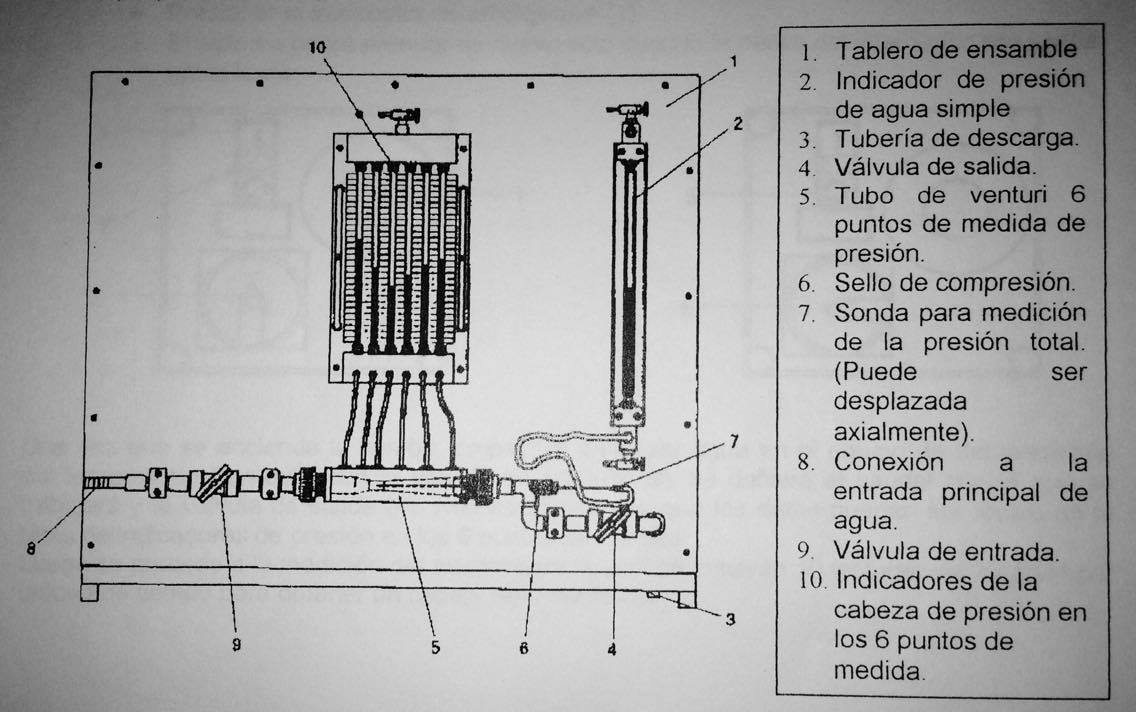 10
1
2
7
8
9
5
6
4
3
1. Tablero de ensamble
2. Indicador de presión
de agua simple
3. Tubería de descarga.
4. Válvula de salida.
5. Tubo de venturi 6
puntos de medida de
presión.
6. Sello de compresión.
7. Sonda para medición
de la presión total.
(Puede ser
desplazada
axialmente).
8. Conexión a la
entrada principal de
agua.
9. Válvula de entrada.
10. Indicadores de la
cabeza de presión en
los 6 puntos de
medida.